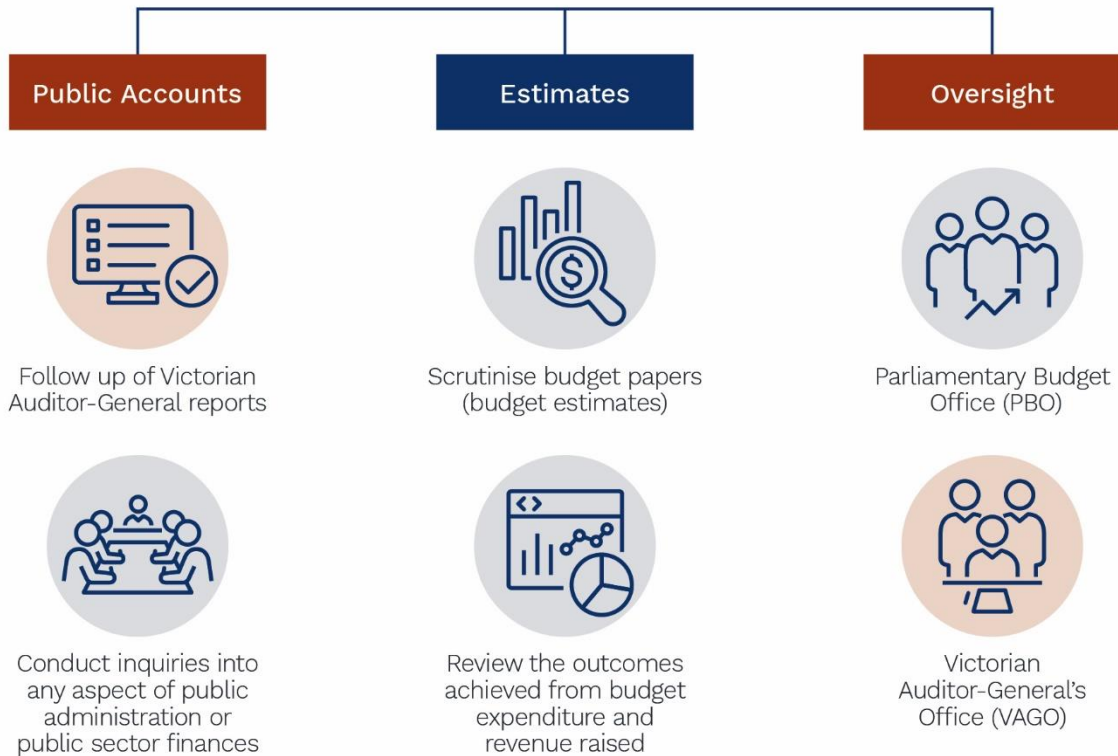 Public Accounts
Estimates
Oversight
Follow up of Victorian
Auditor-General reports
$
Scrutinise budget papers
(budget estimates)
Parliamentary Budget
Office (PBO)
Conduct inquiries into
any aspect of public
administration or
public sector finances
<>
Review the outcomes
achieved from budget
expenditure and
revenue raised
Victorian
Auditor-General's
Office (VAGO)